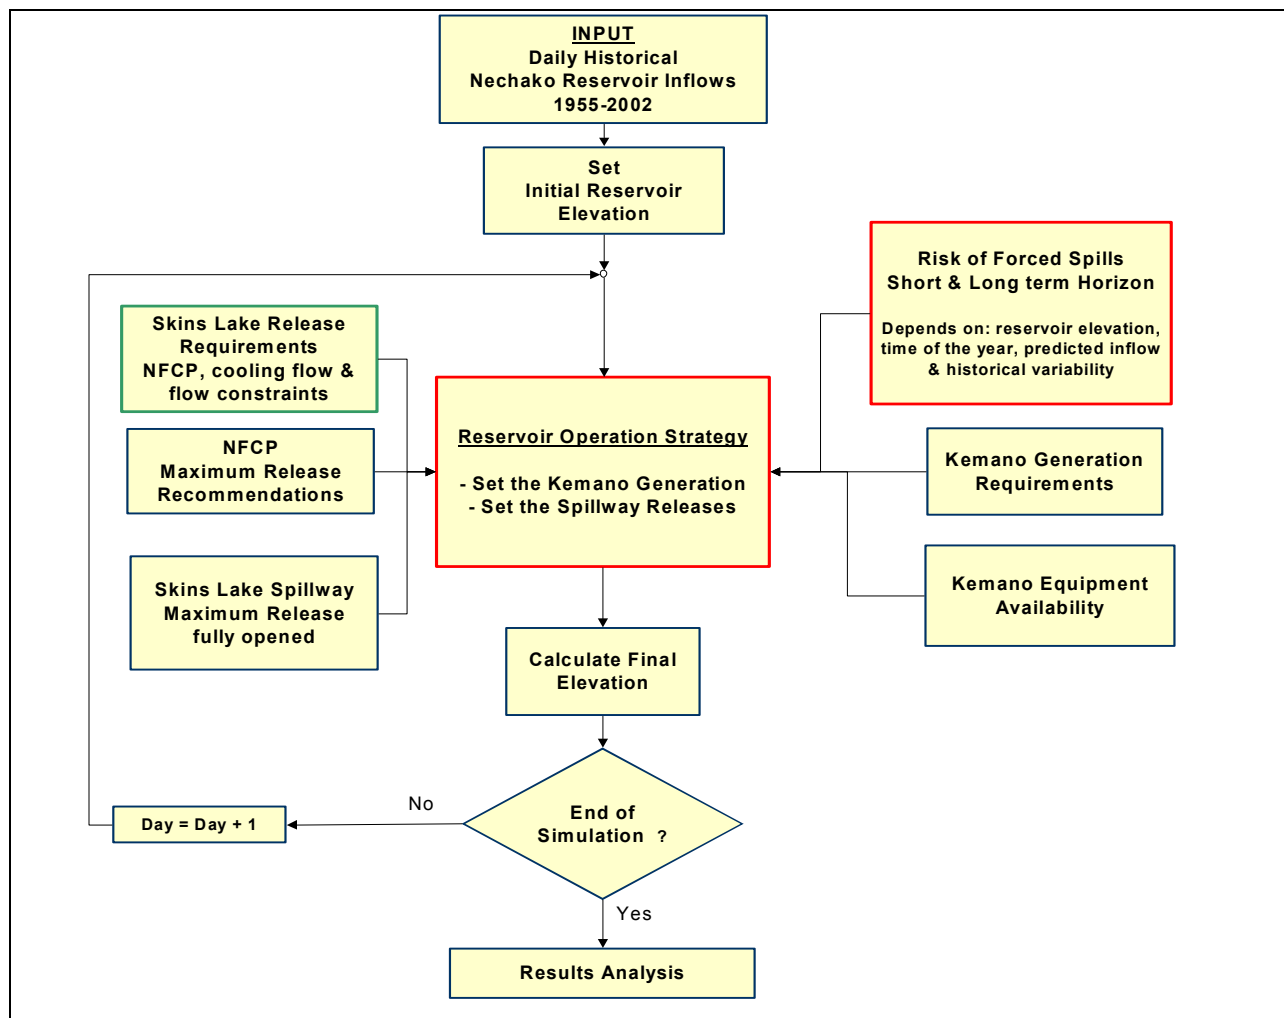 INPUT
Daily Historical
Nechako Reservoir Inflows
1955-2002
Set
Initial Reservoir
Elevation
Skins Lake Release
Requirements
NFCP, cooling flow &
flow constraints
NFCP
Maximum Release
Recommendations
Skins Lake Spillway
Maximum Release
fully opened
Reservoir Operation Strategy
- Set the Kemano Generation
- Set the Spillway Releases
Risk of Forced Spills
Short & Long term Horizon
Depends on: reservoir elevation,
time of the year, predicted inflow
& historical variability
Kemano Generation
Requirements
Kemano Equipment
Availability
Calculate Final
Elevation
End of
Simulation ?
No
Day = Day + 1
Yes
Results Analysis